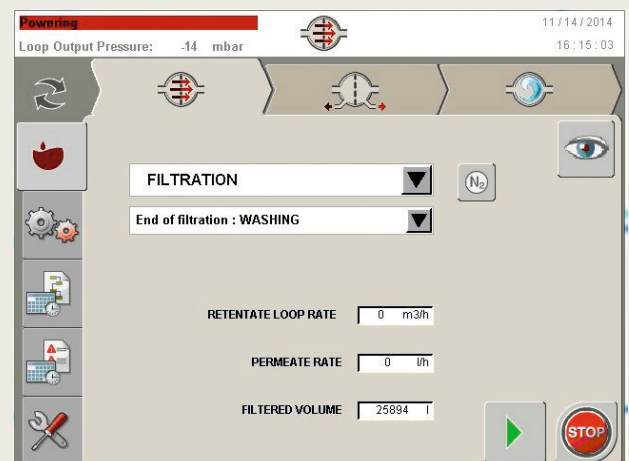 Powering
11/14/2014
Loop Output Pressure: -14 mbar
16:15:03
FILTRATION
N2
End of filtration : WASHING
RETENTATE LOOP RATE 0 m3/h
PERMEATE RATE 0 l/h
FILTERED VOLUME 25894 l
STOP